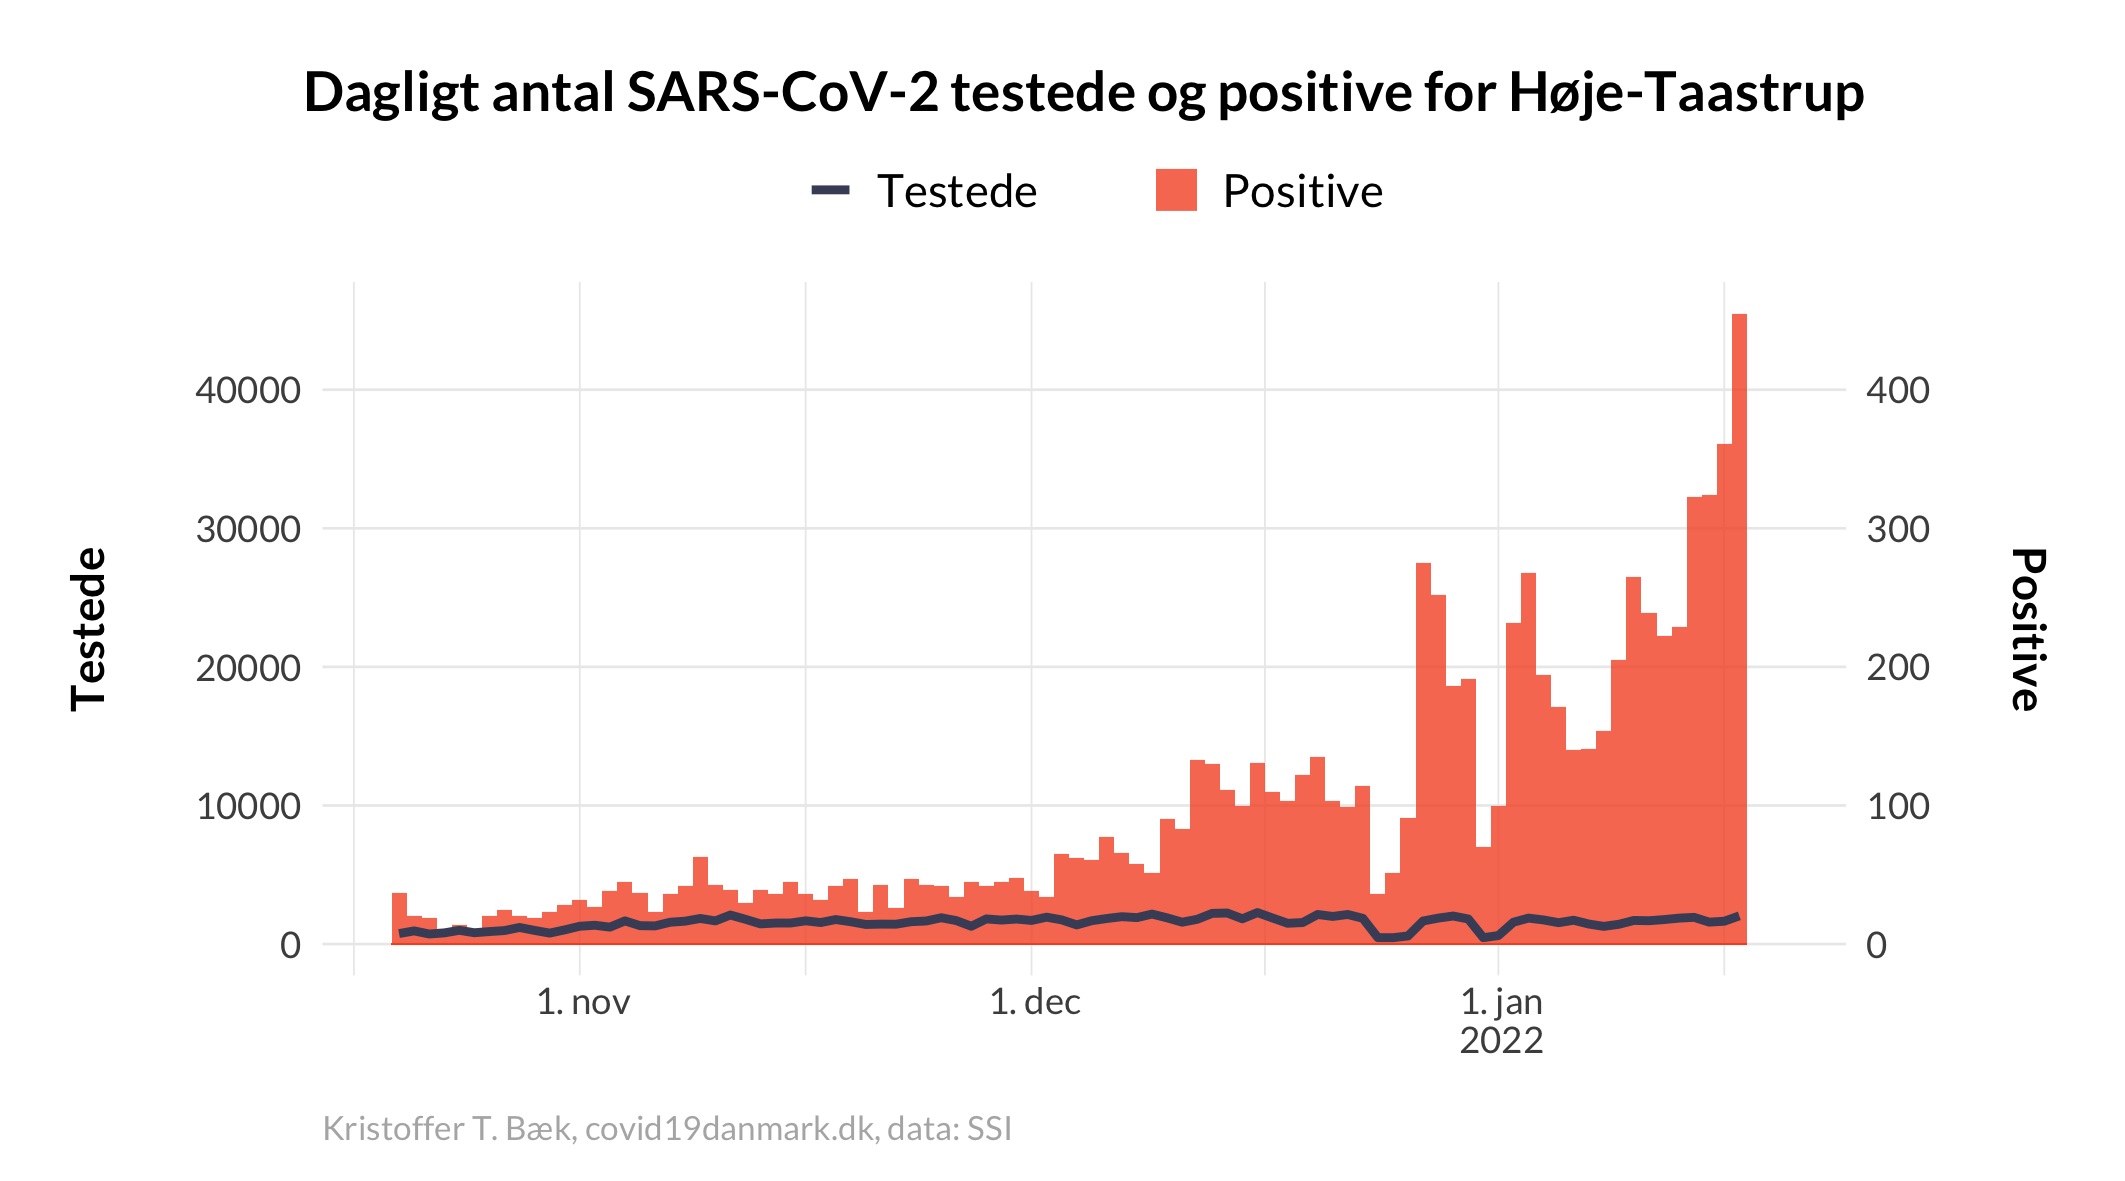 Dagligt antal SARS-CoV-2 testede og positive for Høje-Taastrup
Testede
Positive
Testede
40000
30000
20000
10000
0
400
300
200
100
0
Positive
1. nov
1. dec
1. jan
2022
Kristoffer T. Bæk, covid19danmark.dk, data: SSI